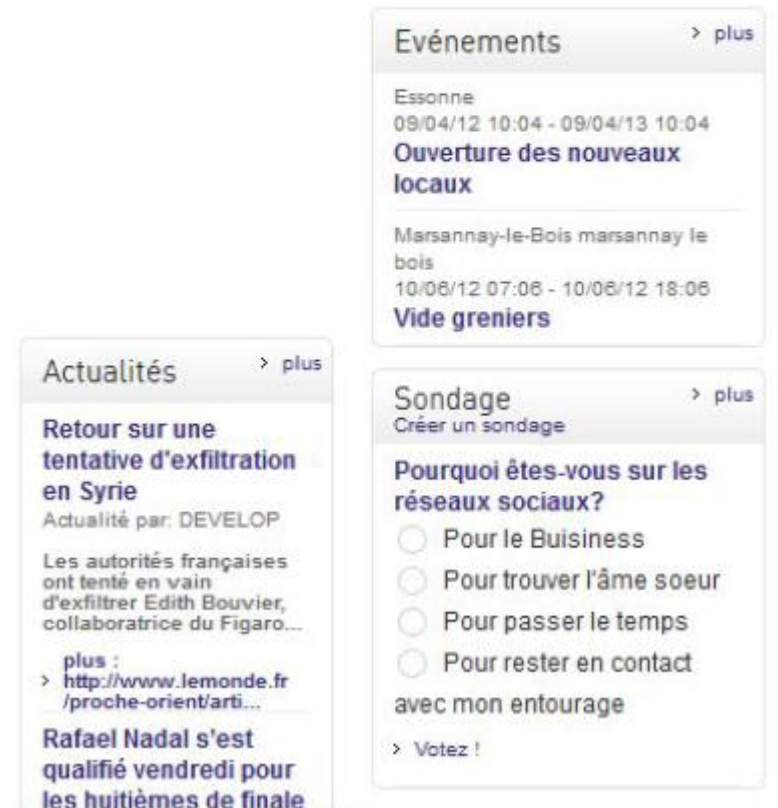 Evénements
> plus
Essonne
09/04/12 10:04 - 09/04/13 10:04
Ouverture des nouveaux
locaux
Marsannay-le-Bois marsannay le
bois
10/06/12 07:06 - 10/06/12 18:06
Vide greniers
Actualités
> plus
Retour sur une
tentative d'exfiltration
en Syrie
Actualité par: DEVELOP
Les autorités françaises
ont tenté en vain
d'exfiltrer Edith Bouvier,
collaboratrice du Figaro...
plus :
> http://www.lemonde.fr
/proche-orient/arti...
Rafael Nadal s'est
qualifié vendredi pour
les huitièmes de finale
Sondage
> plus
Créer un sondage
Pourquoi êtes-vous sur les
réseaux sociaux?
Pour le Buisiness
Pour trouver l'âme soeur
Pour passer le temps
Pour rester en contact
avec mon entourage
> Votez !